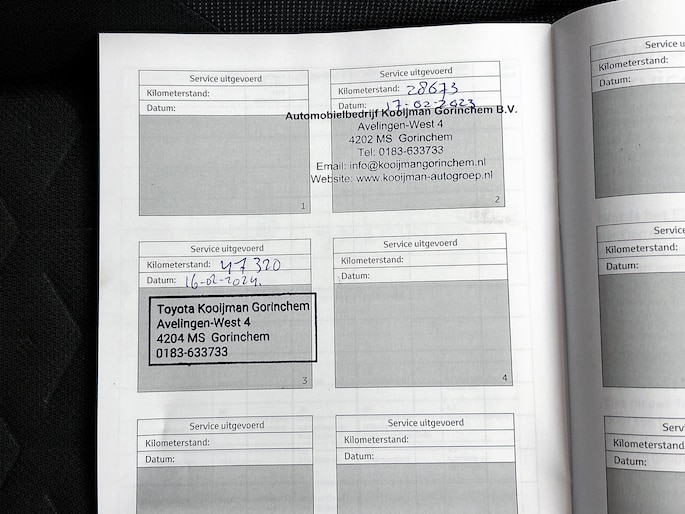 Service uitgevoerd
Kilometerstand:
Datum:
1
Service uitgevoerd
Kilometerstand: 28673
Datum: 17-02-2023
Automobielbedrijf Kooijman Gorinchem B.V.
Avelingen-West 4
4202 MS Gorinchem
Tel: 0183-633733
Email: info@kooijmangorinchem.nl
Website: www.kooijman-autogroep.nl
2
Service uitgevoerd
Kilometerstand: 47320
Datum: 16-02-2024.
Toyota Kooijman Gorinchem
Avelingen-West 4
4204 MS Gorinchem
0183-633733
3
Service uitgevoerd
Kilometerstand:
Datum:
4
Service uitgevoerd
Kilometerstand:
Datum:
Service uitgevoerd
Kilometerstand:
Datum:
Service
Kilometerstand:
Datum:
Kilometerstand:
Datum:
Kilometerstand
Datum: